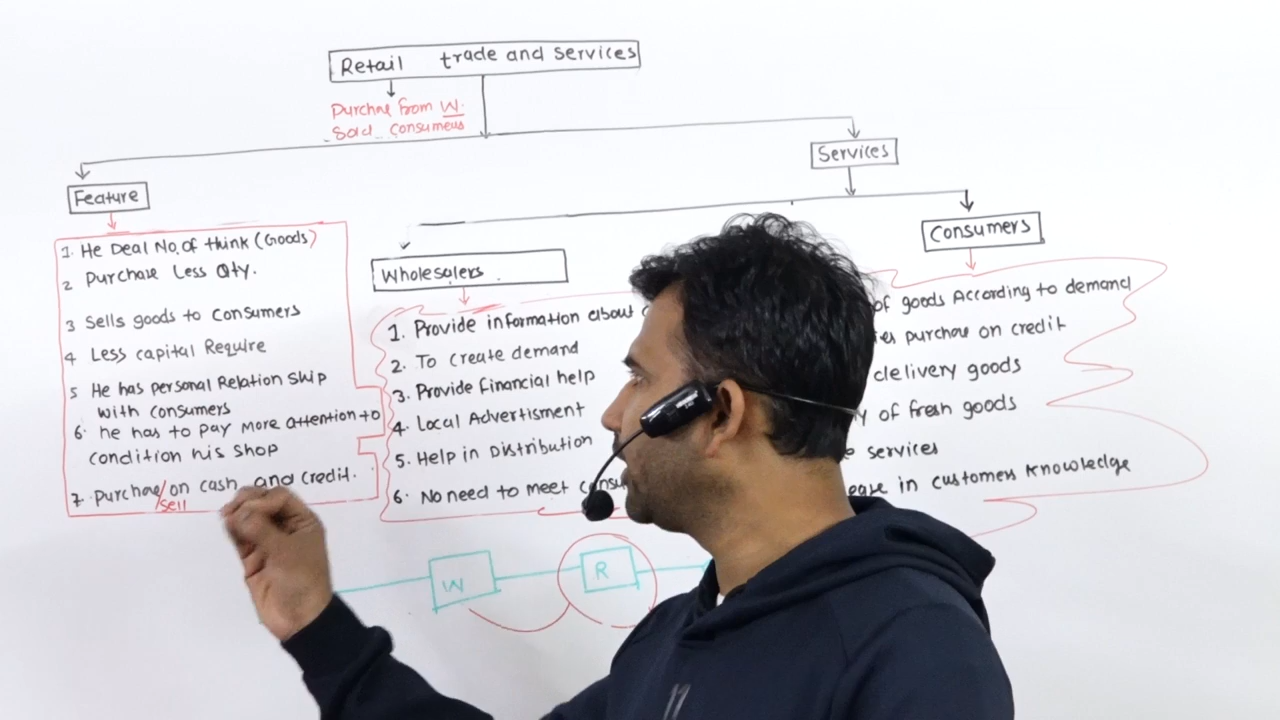 Retail trade and services
Purchase from W.
Sold consumers
Services
Feature
Consumers
Wholesalers
1. He Deal No. of think (Goods)
2 Purchase Less Qty.
3 Sells goods to consumers
4 Less capital Require
5 He has personal Relation Ship
with consumers
6. he has to pay more attention to
condition his shop
7. purchase/ on cash and credit.
sell
1. Provide information about
2. To create demand
3. Provide financial help
4. Local Advertisment
5. Help in Distribution
6. No need to meet
of goods According to demand
purchase on credit
delivery goods
of fresh goods
services
in customers knowledge
W
R